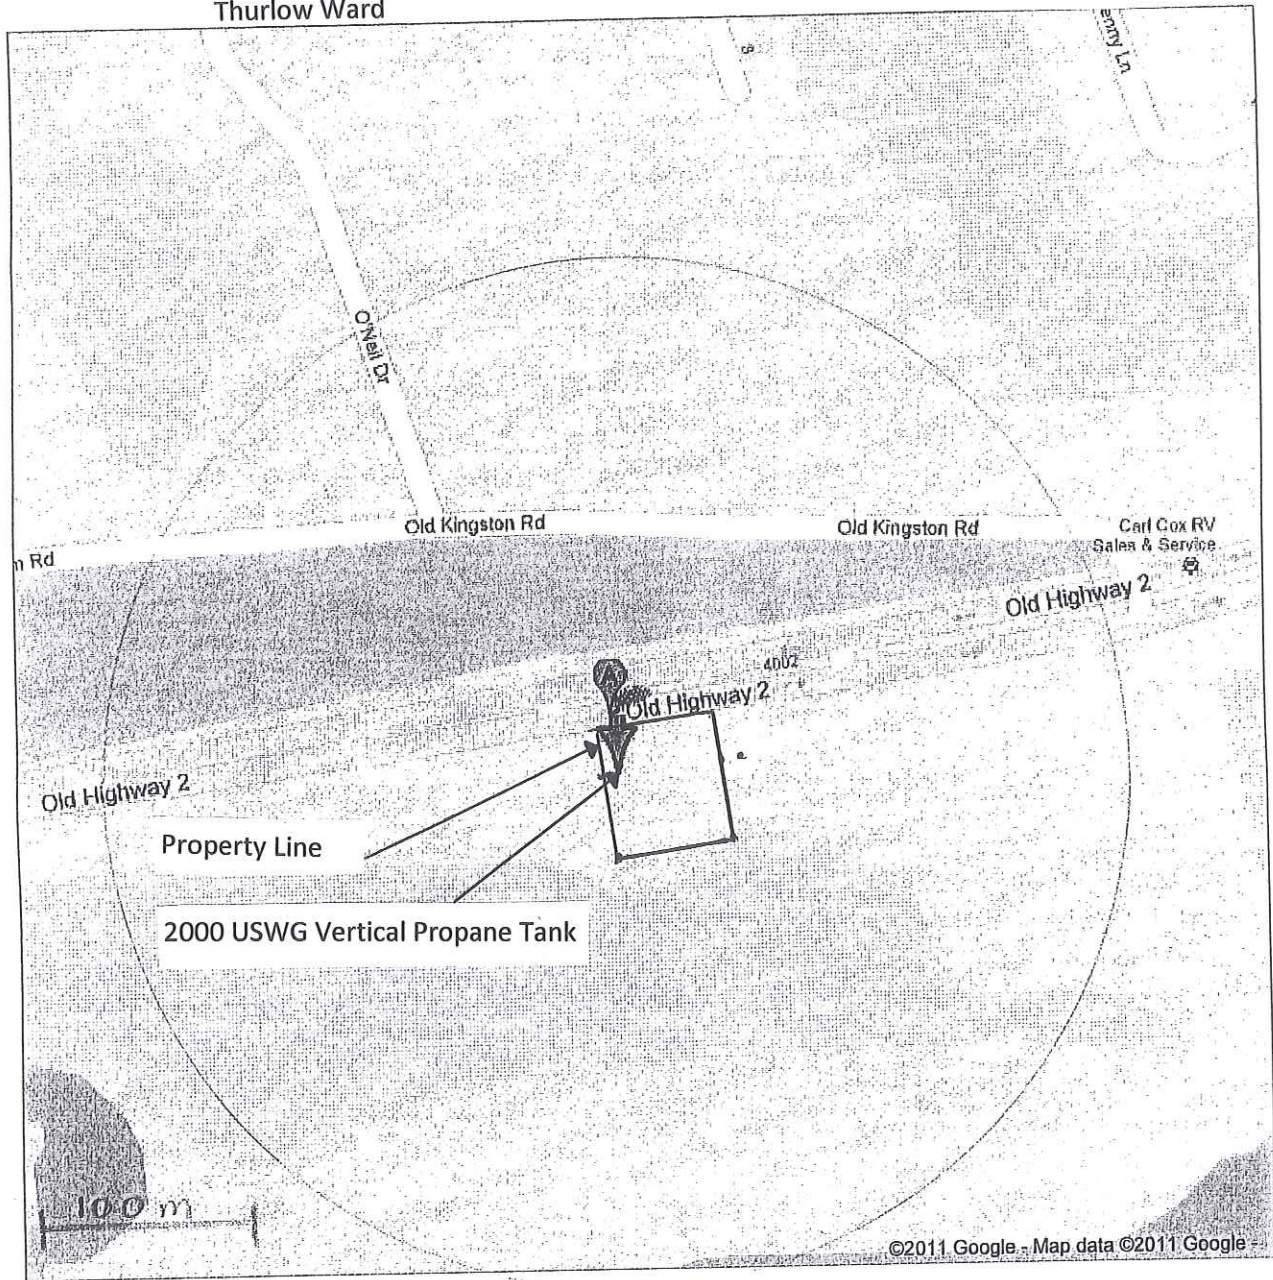 Thurlow Ward
enny Ln
O'Neil Dr
Old Kingston Rd
Old Kingston Rd
Carl Cox RV
Sales & Service
n Rd
Old Highway 2
A
4002
Old Highway 2
Old Highway 2
Property Line
2000 USWG Vertical Propane Tank
100 m
©2011 Google - Map data ©2011 Google -